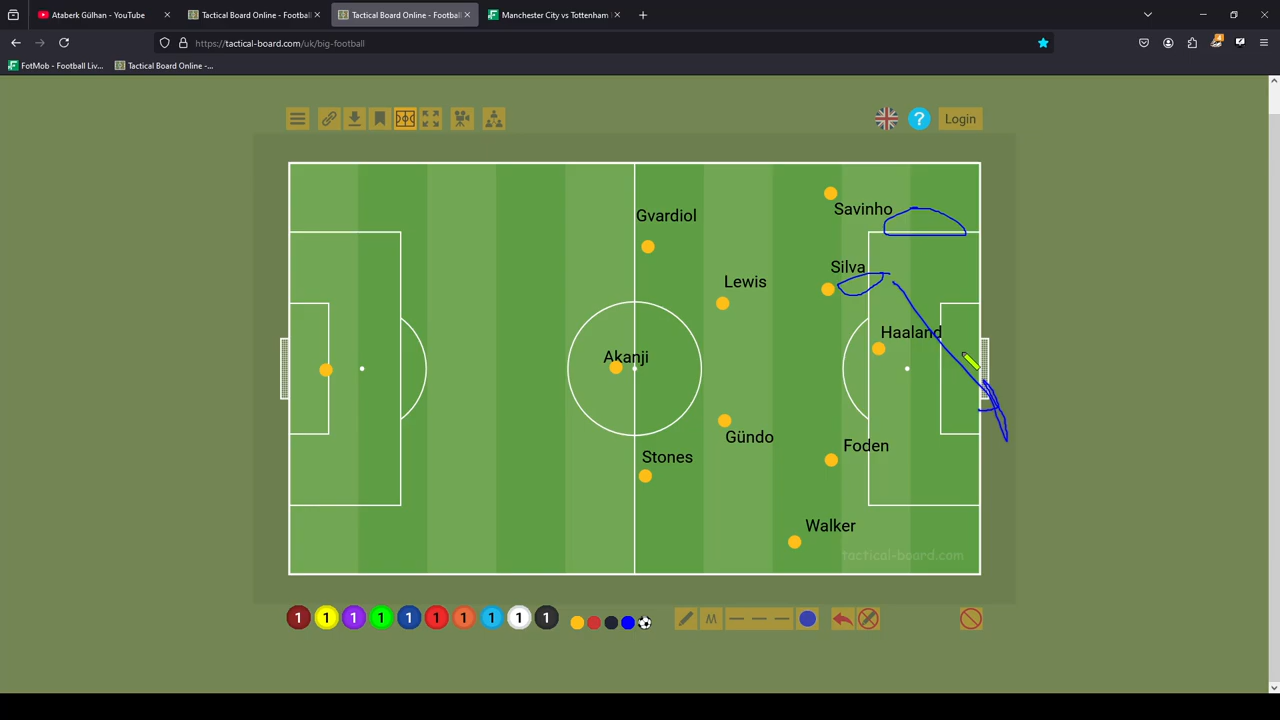 Ataberk Gülhan - YouTube
Tactical Board Online - Football
Tactical Board Online - Footbal
Manchester City vs Tottenham
https://tactical-board.com/uk/big-football
4
FotMob - Football Liv...
Tactical Board Online -...
?
Login
Savinho
Gvardiol
Silva
Lewis
Haaland
Akanji
Gündo
Foden
Stones
Walker
tactical-board.com
1 1 1 1 1 1 1 1 1 1
M